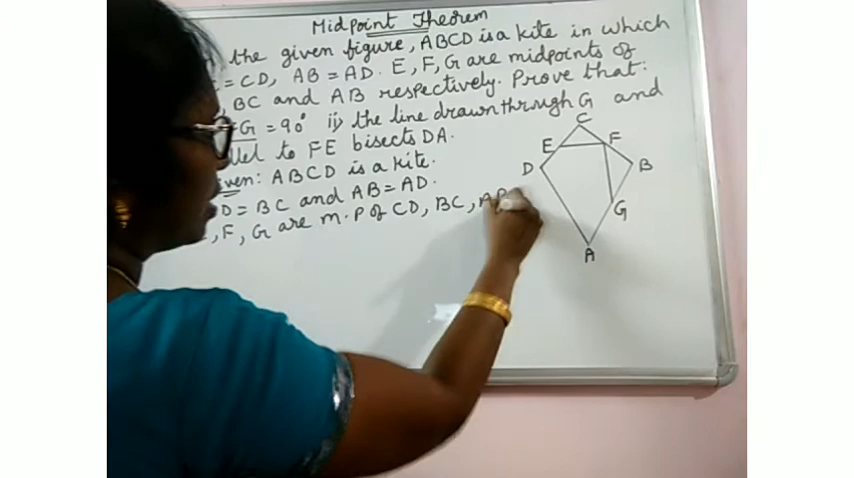 Midpoint Theorem
the given figure, ABCD is a kite in which
= CD, AB = AD. E, F, G are midpoints of
, BC and AB respectively. Prove that:
G = 90° ii) the line drawn through G and
to FE bisects DA.
: ABCD is a kite.
D = BC and AB = AD.
, F, G are M.P of CD, BC, AB
C
E
F
D
B
G
A